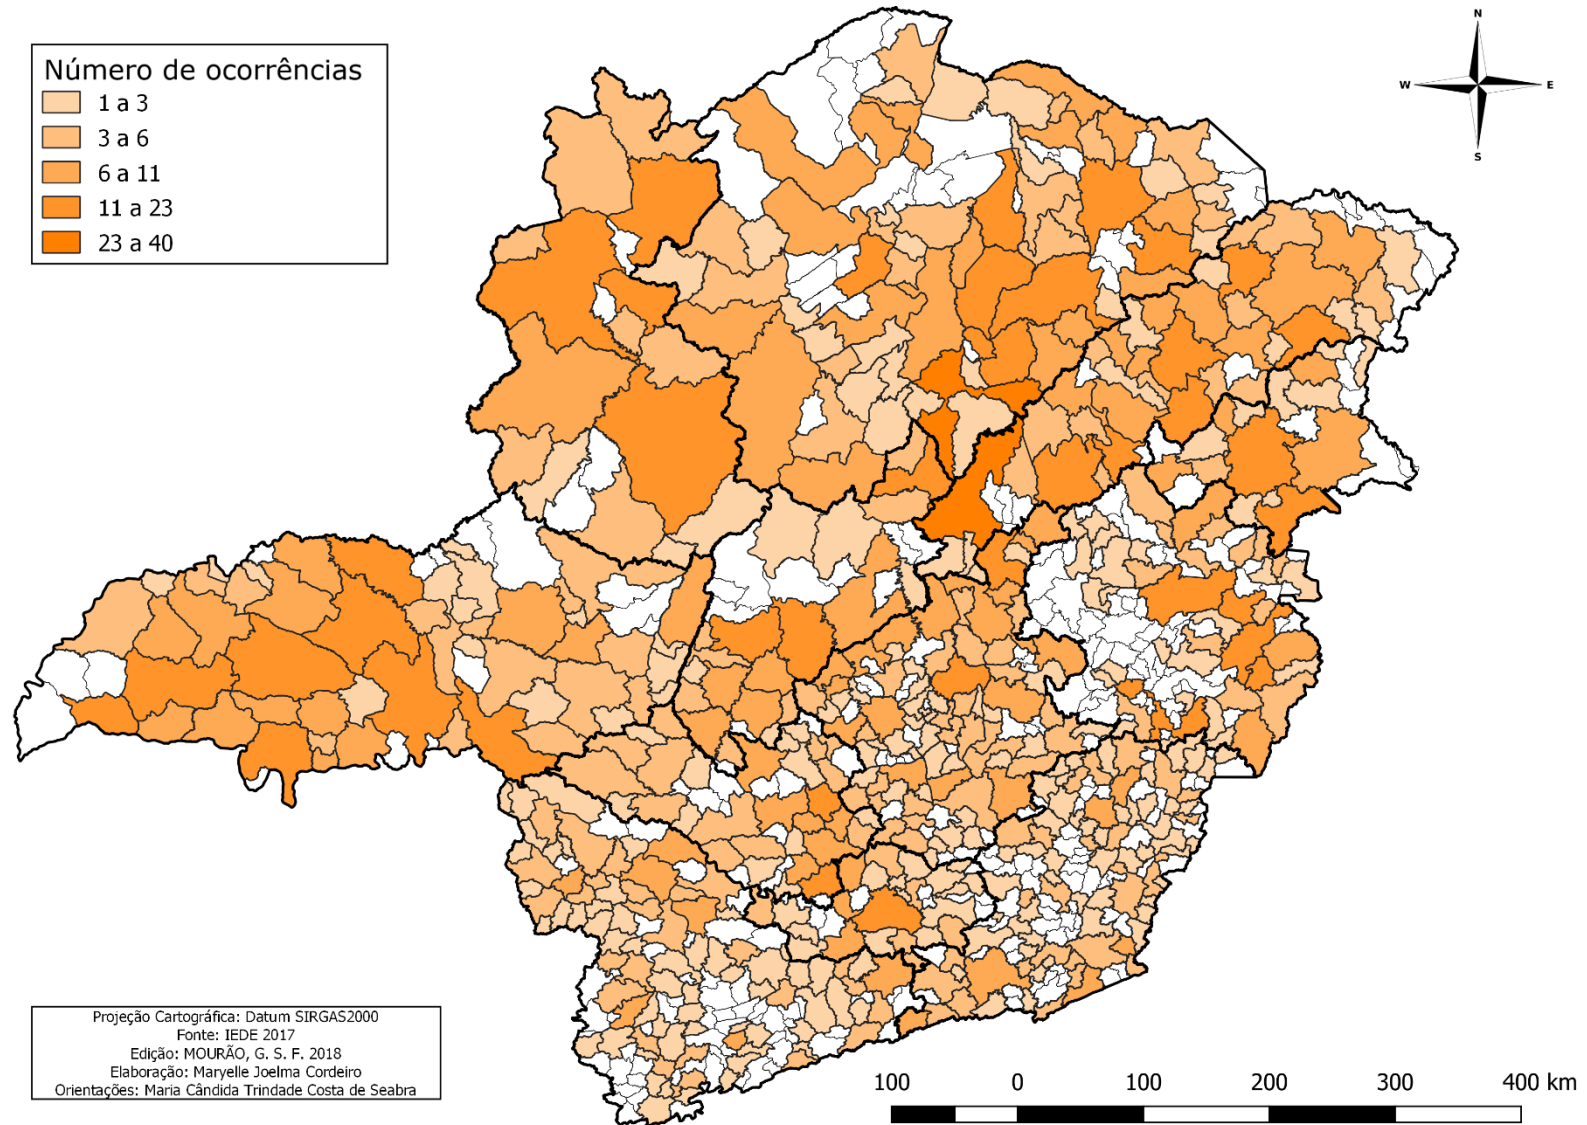 Número de ocorrências
1 a 3
3 a 6
6 a 11
11 a 23
23 a 40
N
W E
S
Projeção Cartográfica: Datum SIRGAS2000
Fonte: IEDE 2017
Edição: MOURÃO, G. S. F. 2018
Elaboração: Maryelle Joelma Cordeiro
Orientações: Maria Cândida Trindade Costa de Seabra
100 0 100 200 300 400 km